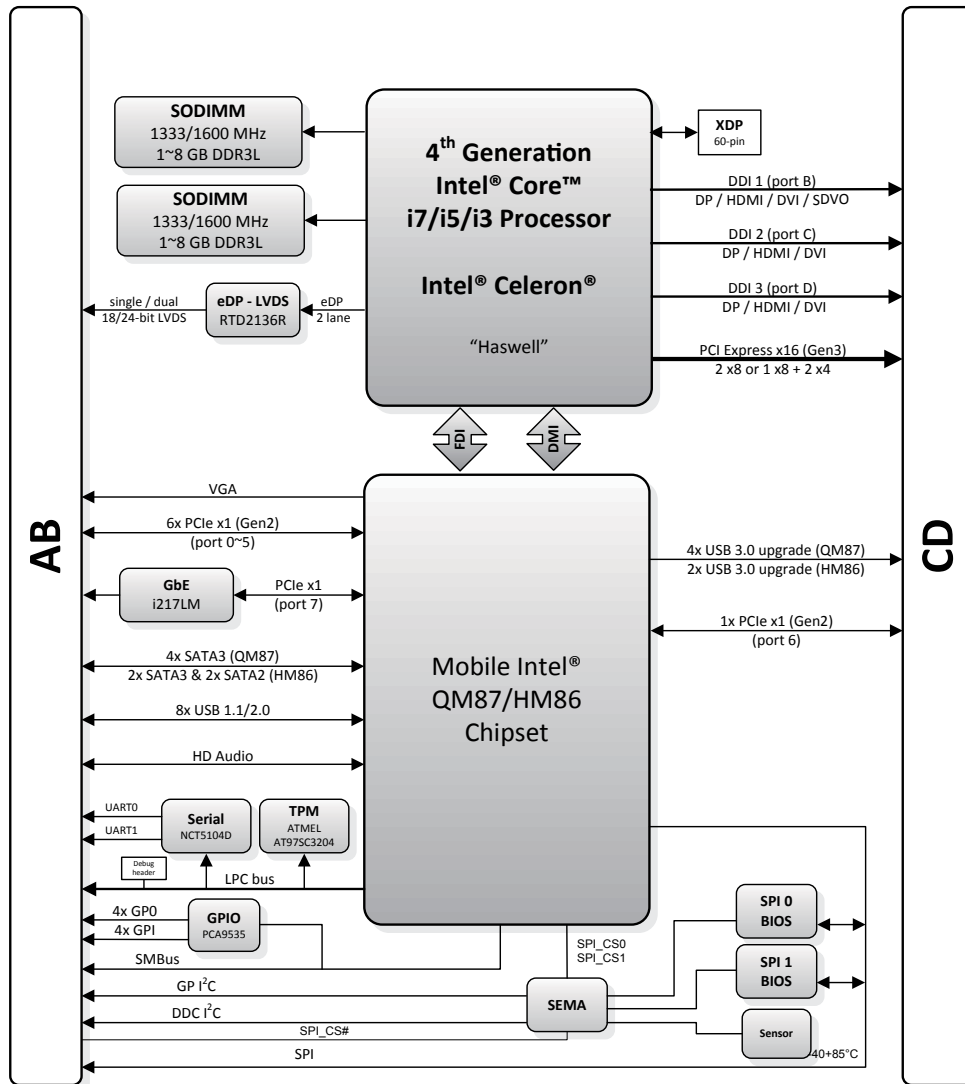 SODIMM
1333/1600 MHz
1~8 GB DDR3L
SODIMM
1333/1600 MHz
1~8 GB DDR3L
4th Generation
Intel® Core™
i7/i5/i3 Processor
Intel® Celeron®
“Haswell”
XDP
60-pin
DDI 1 (port B)
DP / HDMI / DVI / SDVO
DDI 2 (port C)
DP / HDMI / DVI
DDI 3 (port D)
DP / HDMI / DVI
PCI Express x16 (Gen3)
2 x8 or 1 x8 + 2 x4
single / dual
18/24-bit LVDS
eDP - LVDS
RTD2136R
eDP
2 lane
FDI
DMI
AB
CD
VGA
6x PCIe x1 (Gen2)
(port 0~5)
GbE
i217LM
PCIe x1
(port 7)
4x SATA3 (QM87)
2x SATA3 & 2x SATA2 (HM86)
8x USB 1.1/2.0
HD Audio
Mobile Intel®
QM87/HM86
Chipset
4x USB 3.0 upgrade (QM87)
2x USB 3.0 upgrade (HM86)
1x PCIe x1 (Gen2)
(port 6)
UART0
UART1
Serial
NCT5104D
TPM
ATMEL
AT97SC3204
Debug
header
LPC bus
4x GP0
4x GPI
GPIO
PCA9535
SMBus
GP I²C
DDC I²C
SPI_CS#
SPI
SPI_CS0
SPI_CS1
SEMA
SPI 0
BIOS
SPI 1
BIOS
Sensor
-40+85°C